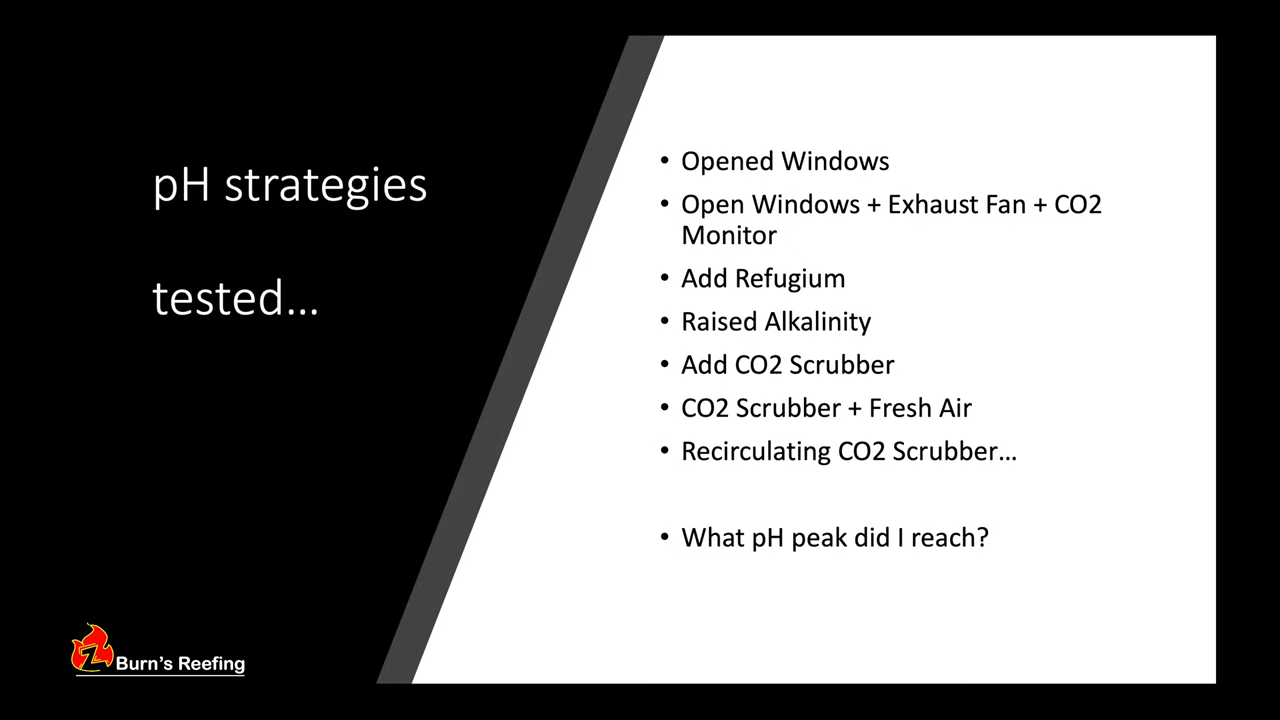 pH strategies
tested…
• Opened Windows
• Open Windows + Exhaust Fan + CO2
Monitor
• Add Refugium
• Raised Alkalinity
• Add CO2 Scrubber
• CO2 Scrubber + Fresh Air
• Recirculating CO2 Scrubber…
• What pH peak did I reach?
Z Burn's Reefing